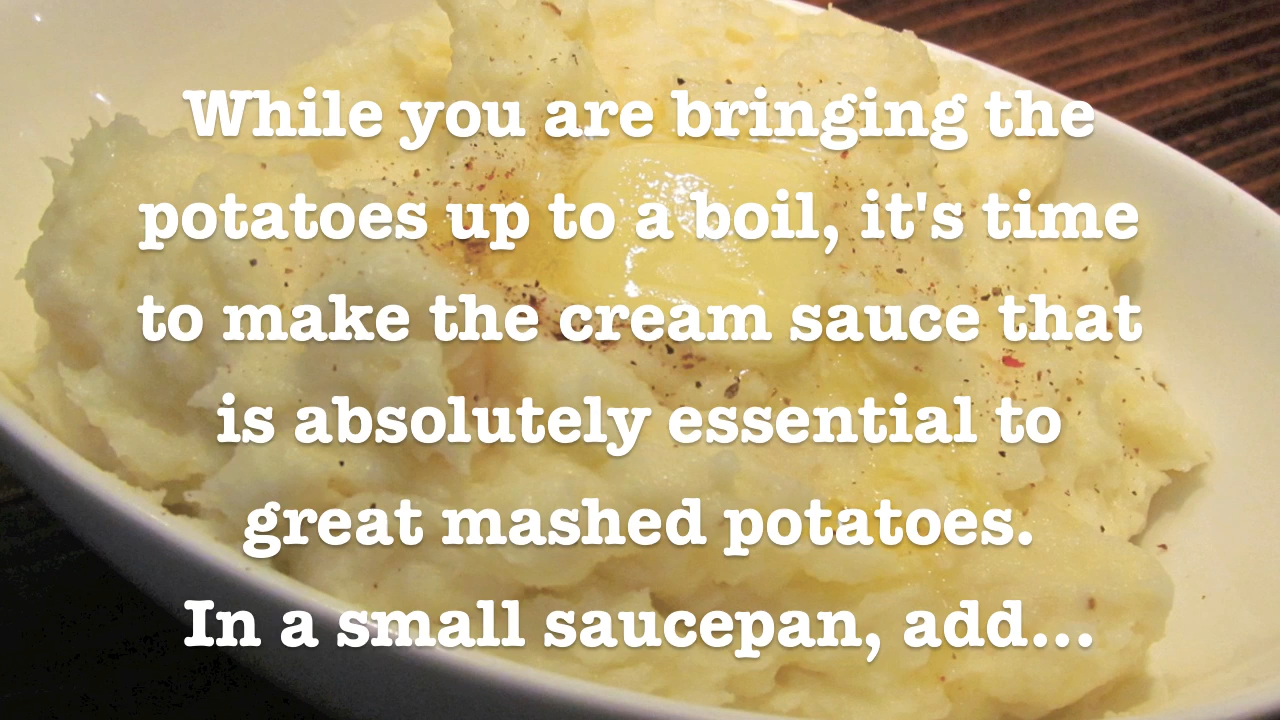 While you are bringing the
potatoes up to a boil, it's time
to make the cream sauce that
is absolutely essential to
great mashed potatoes.
In a small saucepan, add...